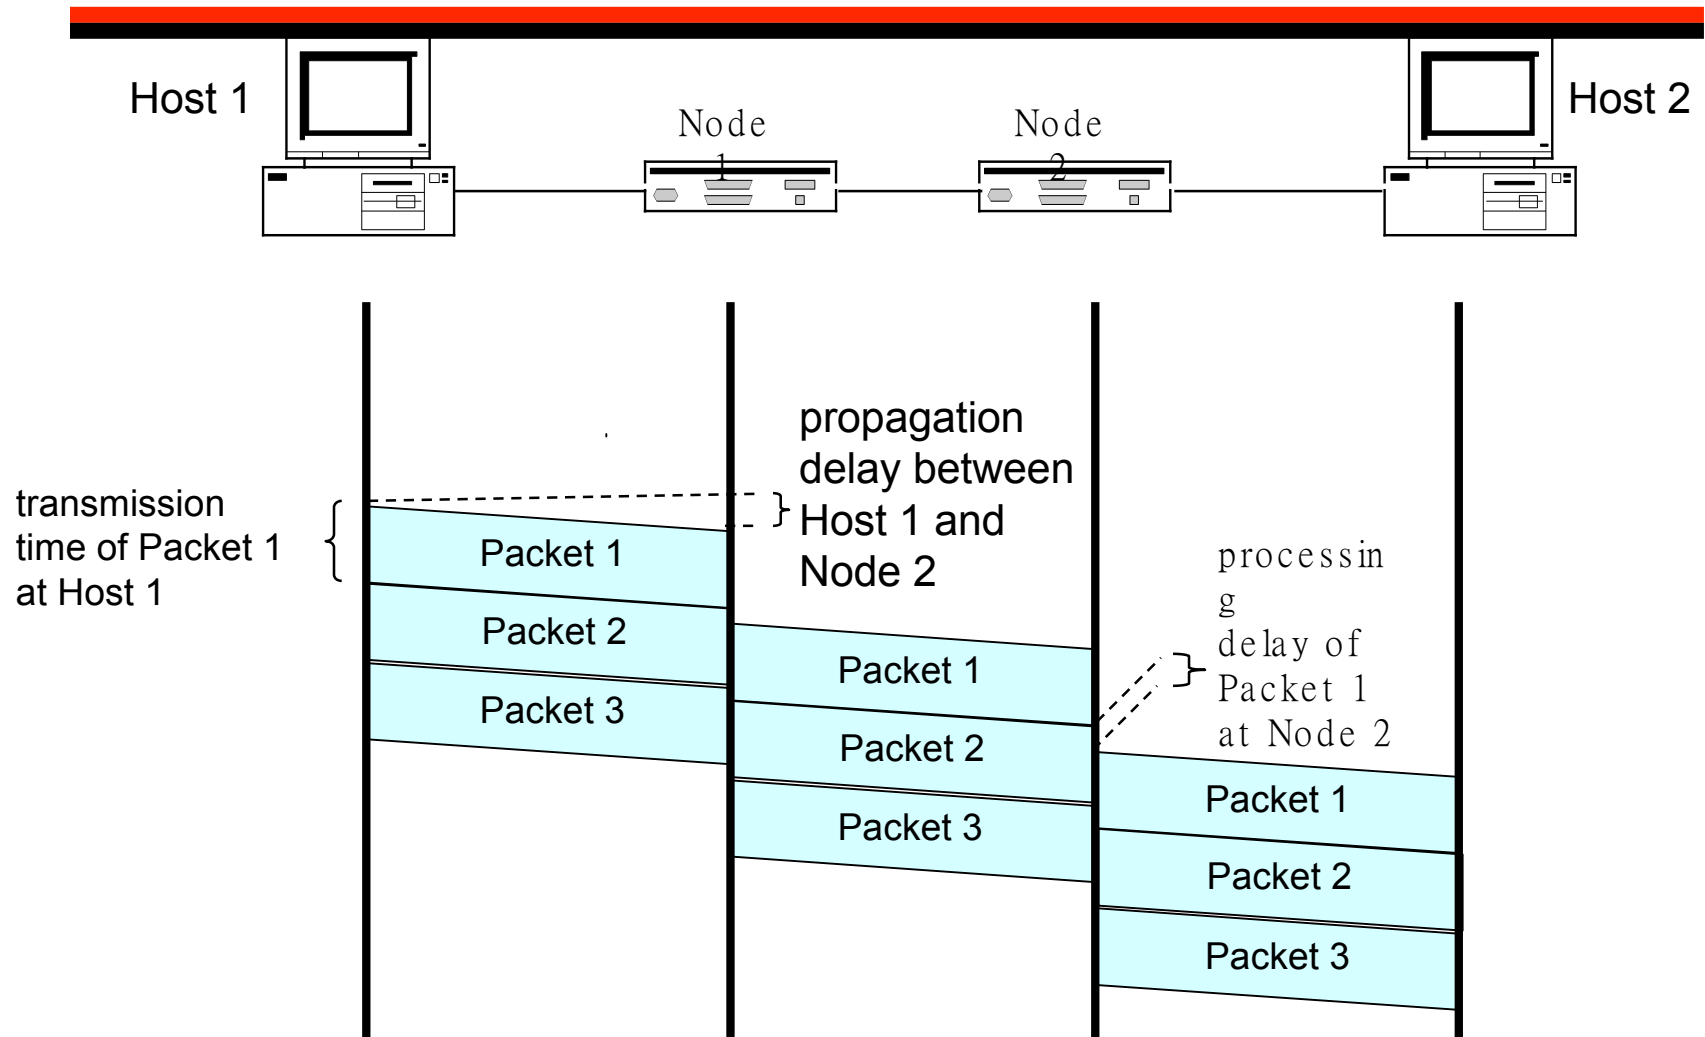 Host 1
Node
1
Node
2
Host 2
propagation
delay between
Host 1 and
Node 2
transmission
time of Packet 1
at Host 1
processin
g
delay of
Packet 1
at Node 2
Packet 1
Packet 2
Packet 3
Packet 1
Packet 2
Packet 3
Packet 1
Packet 2
Packet 3